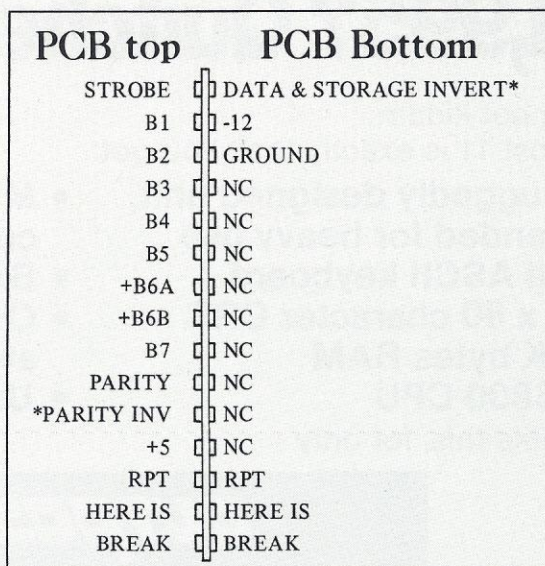 PCB top PCB Bottom
STROBE DATA & STORAGE INVERT*
B1 -12
B2 GROUND
B3 NC
B4 NC
B5 NC
+B6A NC
+B6B NC
B7 NC
PARITY NC
*PARITY INV NC
+5 NC
RPT RPT
HERE IS HERE IS
BREAK BREAK